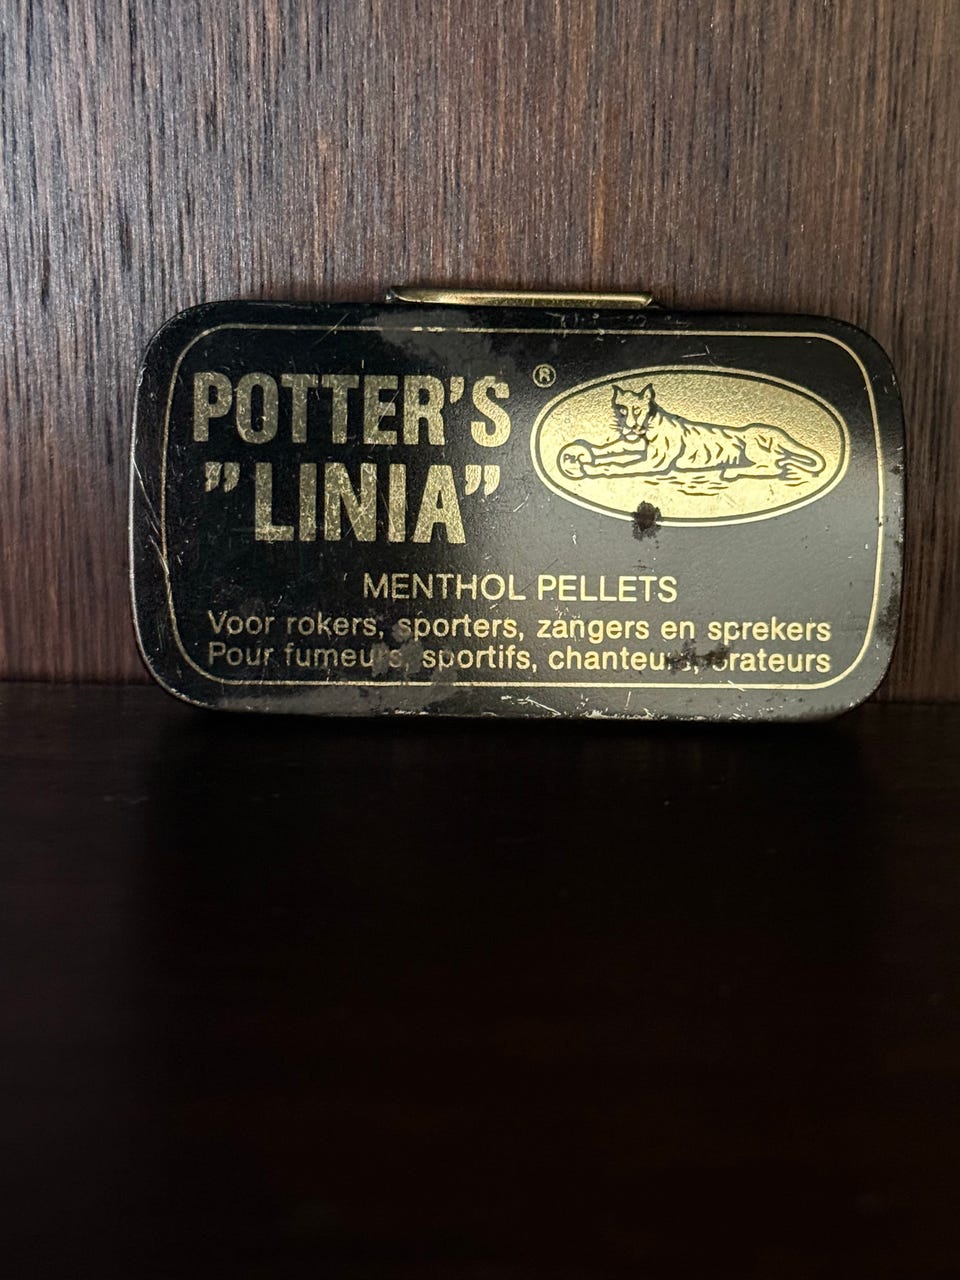 POTTER'S ®
"LINIA"
MENTHOL PELLETS
Voor rokers, sporters, zangers en sprekers
Pour fumeurs, sportifs, chanteurs, orateurs